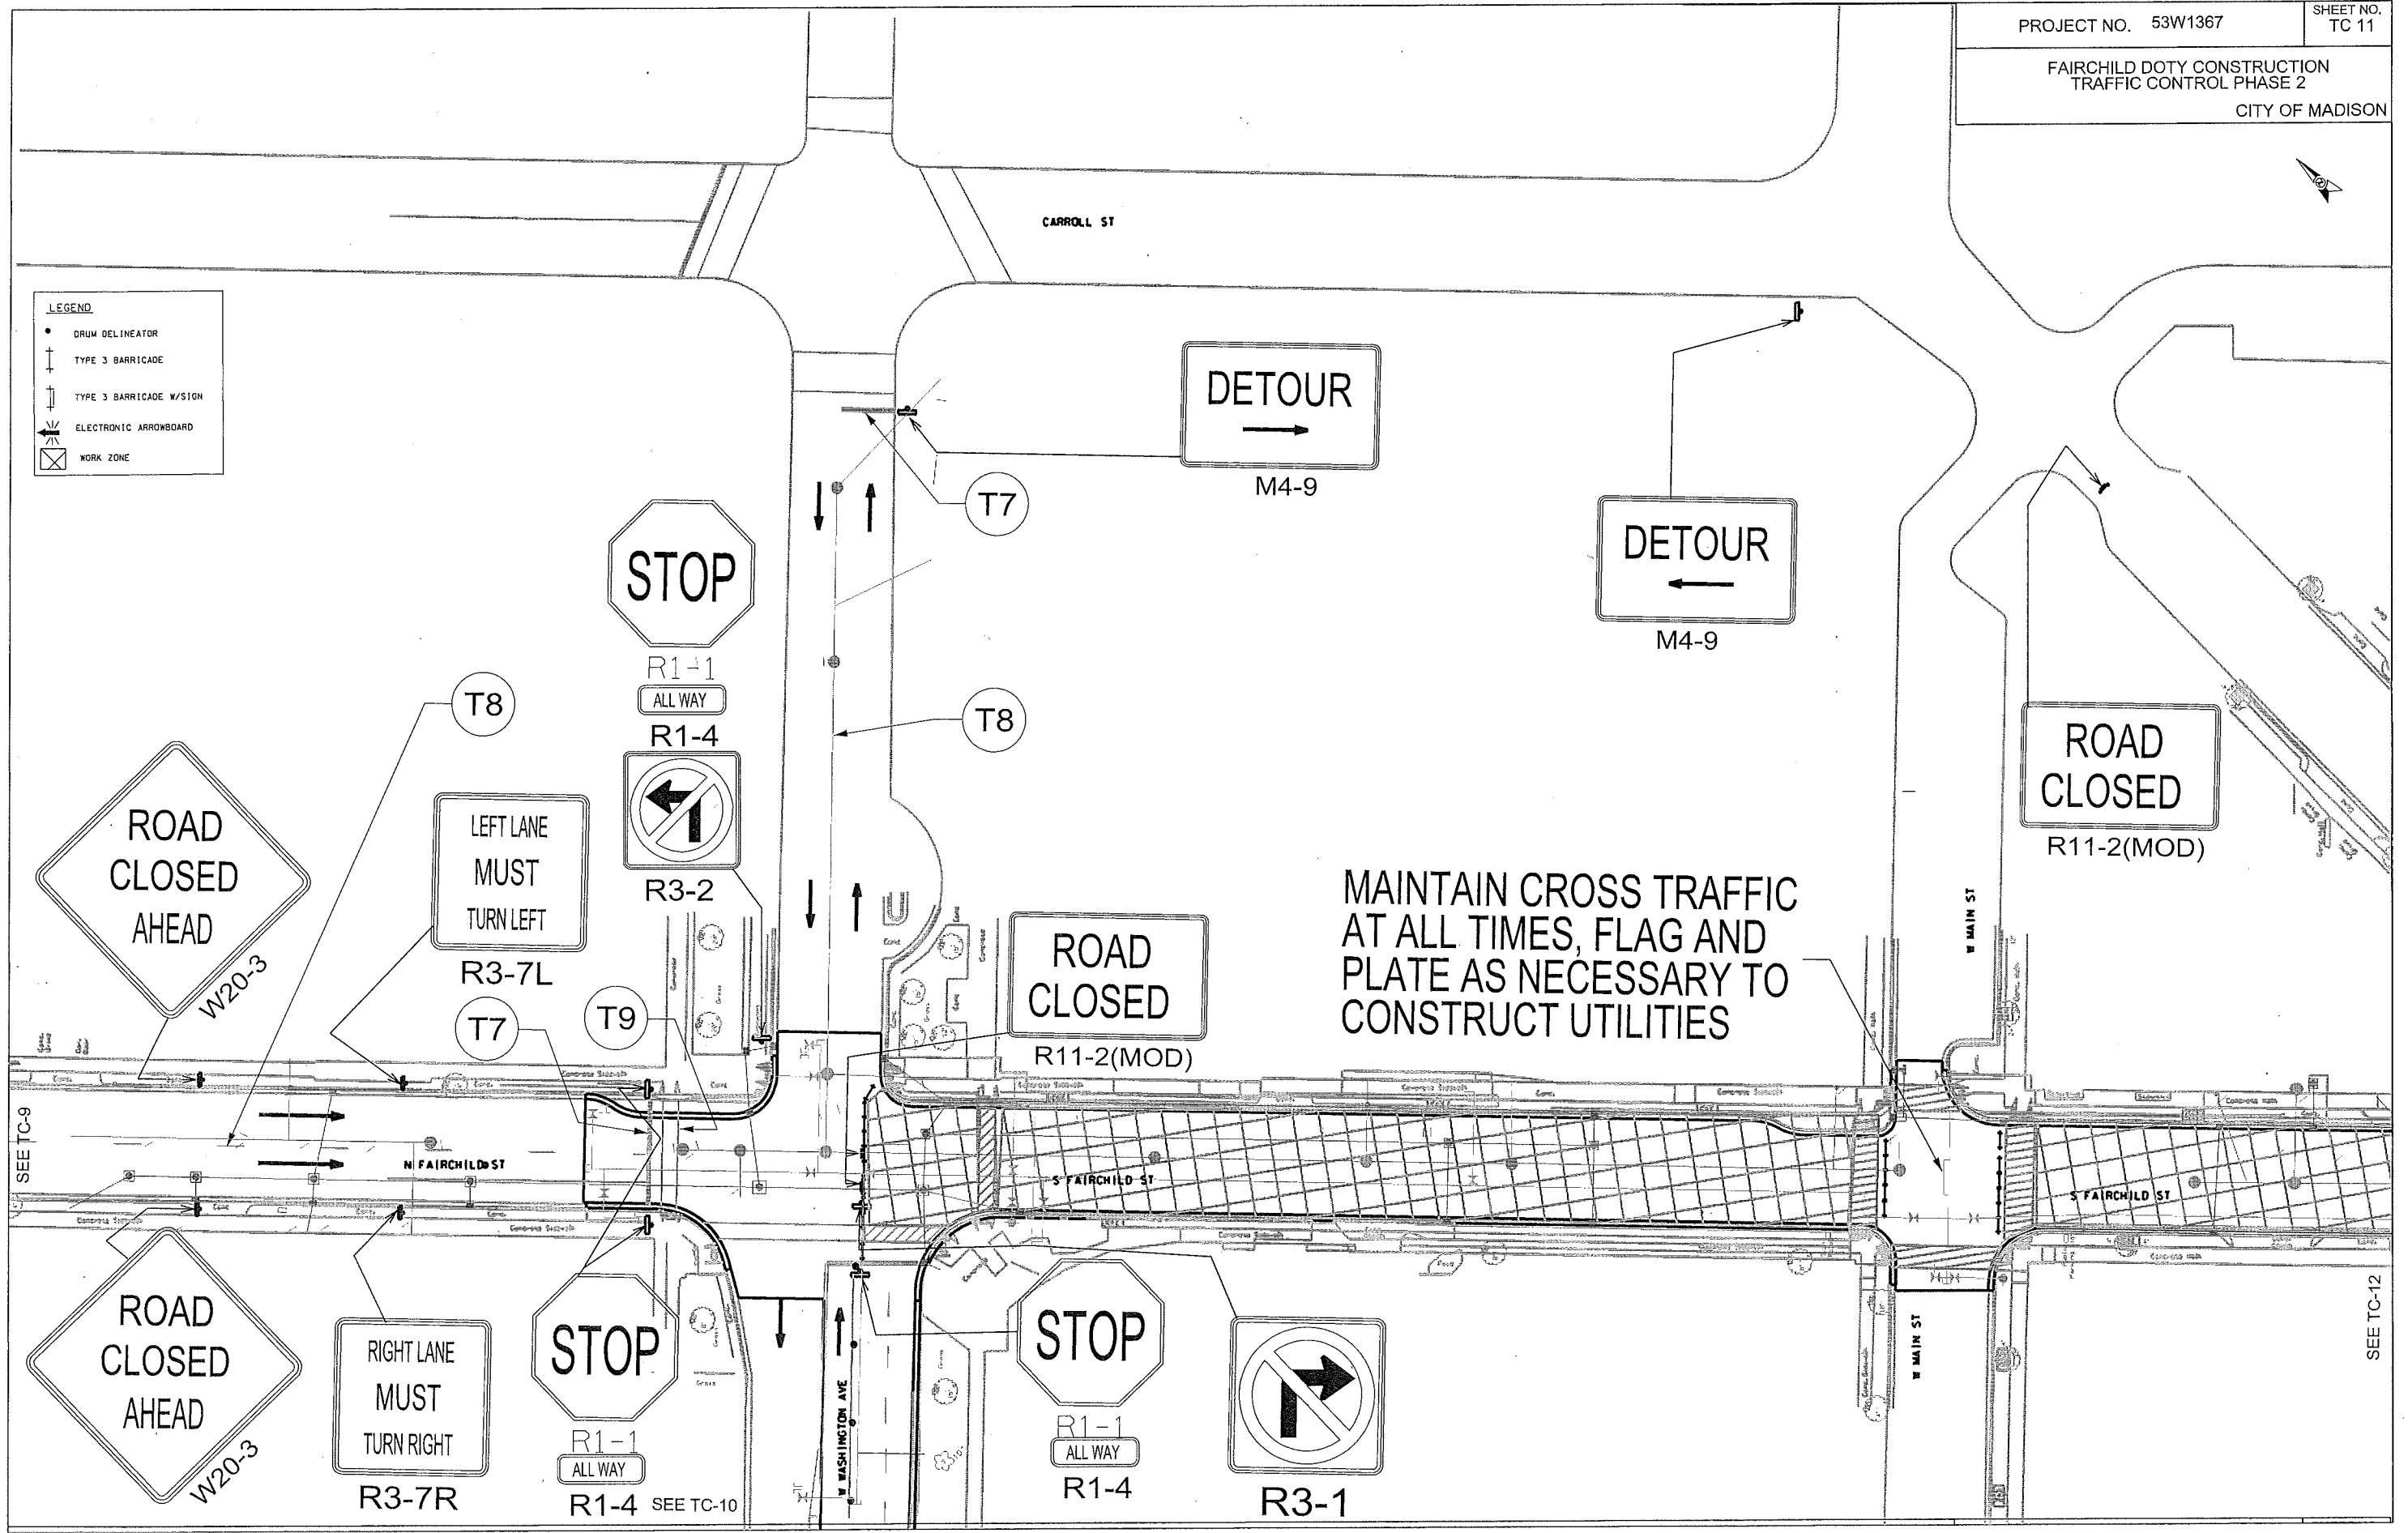 PROJECT NO. 53W1367
SHEET NO.
TC 11
FAIRCHILD DOTY CONSTRUCTION
TRAFFIC CONTROL PHASE 2
CITY OF MADISON
CARROLL ST
LEGEND
DRUM DELINEATOR
TYPE 3 BARRICADE
TYPE 3 BARRICADE W/SIGN
ELECTRONIC ARROWBOARD
WORK ZONE
DETOUR
M4-9
T7
DETOUR
M4-9
STOP
R1-1
ALL WAY
R1-4
R3-2
T8
T8
ROAD
CLOSED
AHEAD
W20-3
LEFT LANE
MUST
TURN LEFT
R3-7L
T7
T9
ROAD
CLOSED
R11-2(MOD)
MAINTAIN CROSS TRAFFIC
AT ALL TIMES, FLAG AND
PLATE AS NECESSARY TO
CONSTRUCT UTILITIES
W MAIN ST
ROAD
CLOSED
R11-2(MOD)
SEE TC-9
N FAIRCHILD ST
S FAIRCHILD ST
S FAIRCHILD ST
SEE TC-12
ROAD
CLOSED
AHEAD
W20-3
RIGHT LANE
MUST
TURN RIGHT
R3-7R
STOP
R1-1
ALL WAY
R1-4
SEE TC-10
W WASHINGTON AVE
STOP
R1-1
ALL WAY
R1-4
R3-1
W MAIN ST